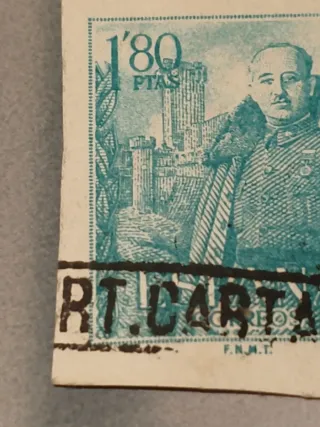 1'80
PTAS
RT.CARTA
CORREOS
F.N.M.T.